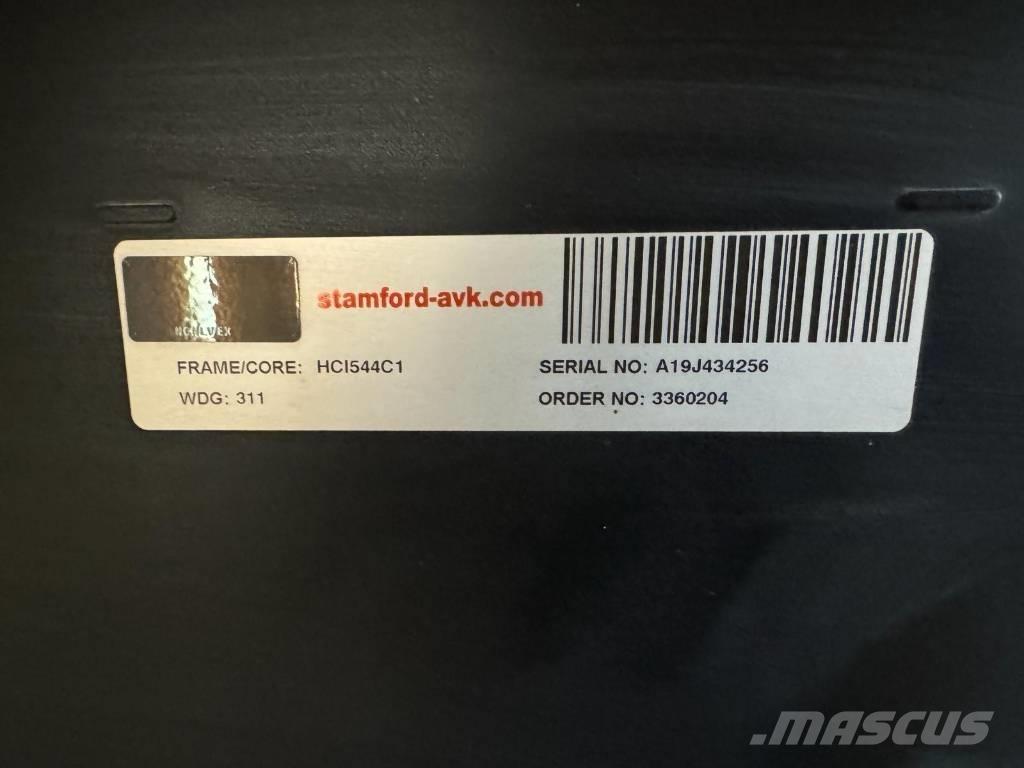 stamford-avk.com
FRAME/CORE: HCI544C1
SERIAL NO: A19J434256
WDG: 311
ORDER NO: 3360204
.MASCUS